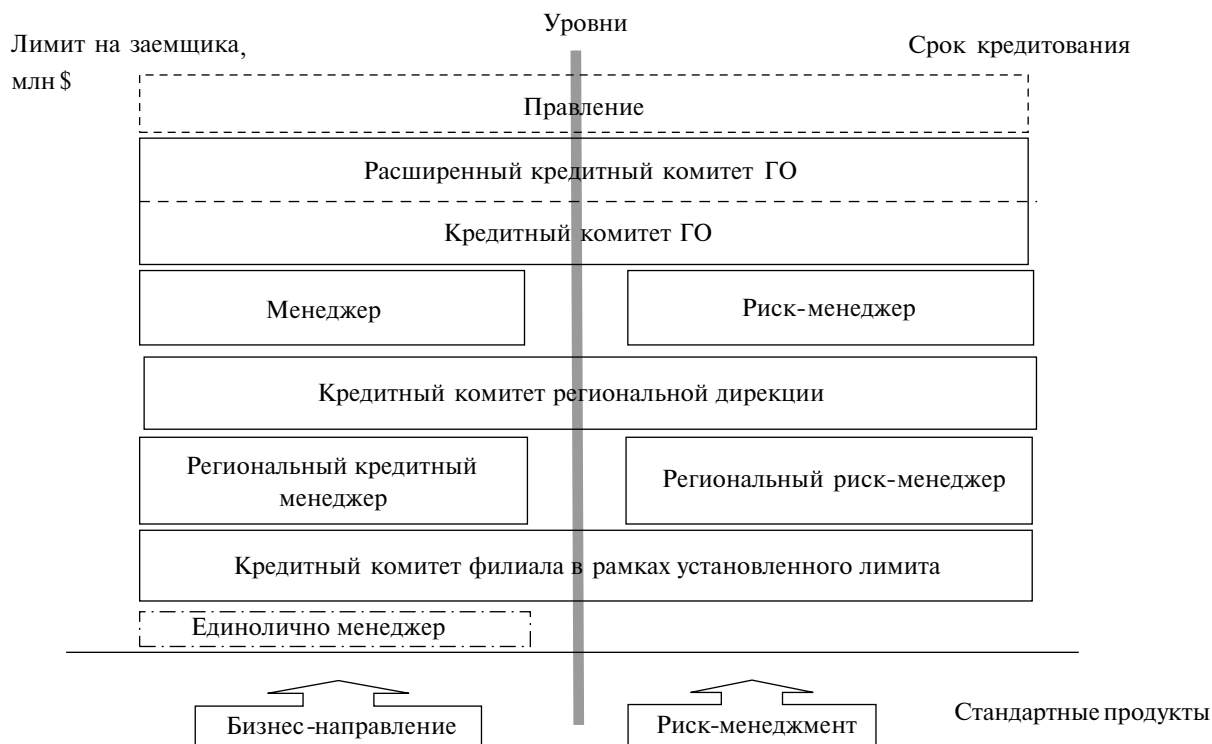 Уровни
Лимит на заемщика,
млн $
Срок кредитования
Правление
Расширенный кредитный комитет ГО
Кредитный комитет ГО
Менеджер
Риск-менеджер
Кредитный комитет региональной дирекции
Региональный кредитный
менеджер
Региональный риск-менеджер
Кредитный комитет филиала в рамках установленного лимита
Единолично менеджер
Бизнес-направление
Риск-менеджмент
Стандартные продукты